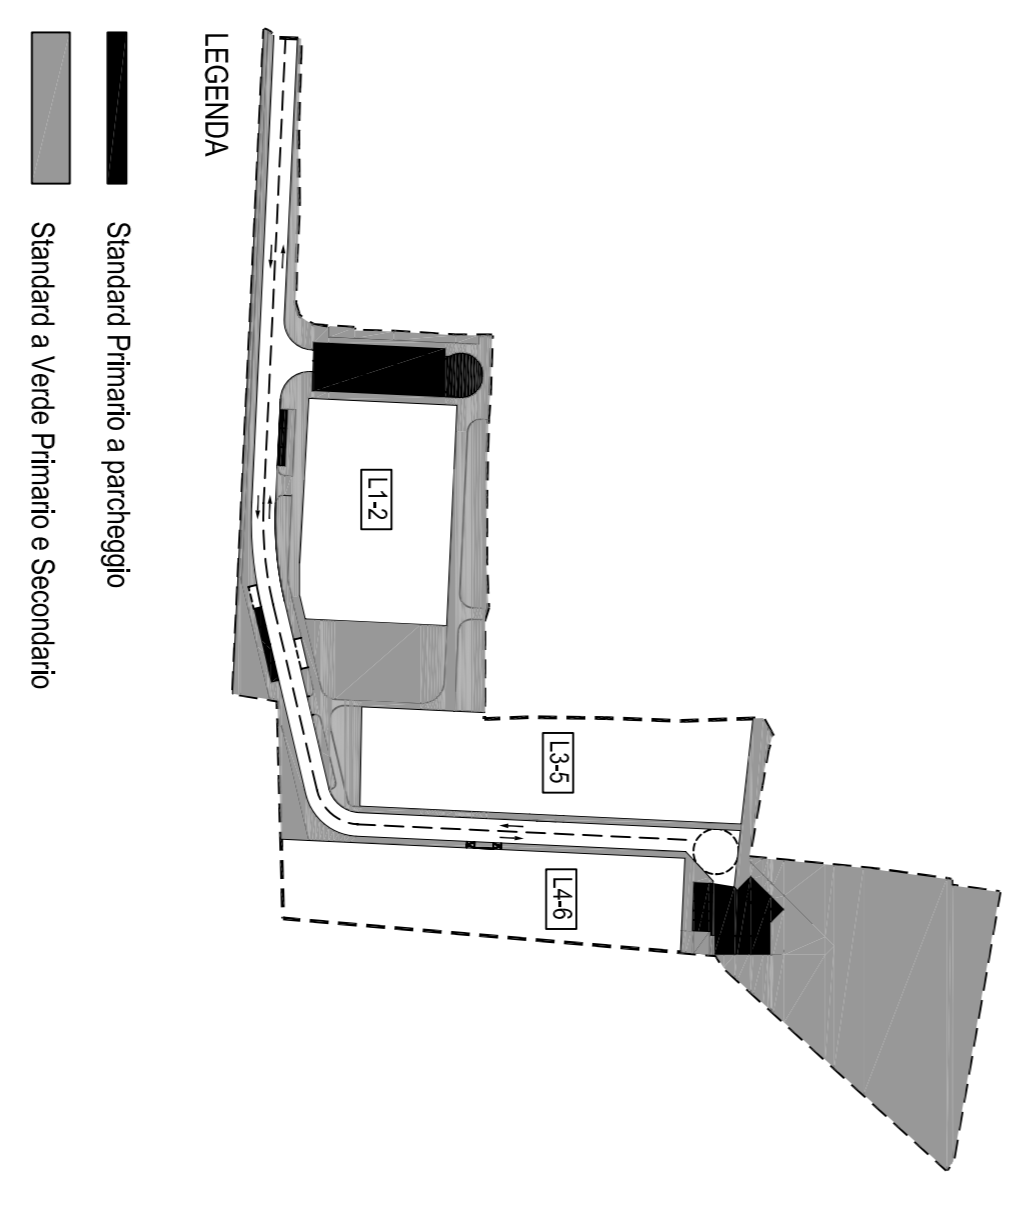 LEGENDA
Standard Primario a parcheggio
Standard a Verde Primario e Secondario
L1-2
L3-5
L4-6